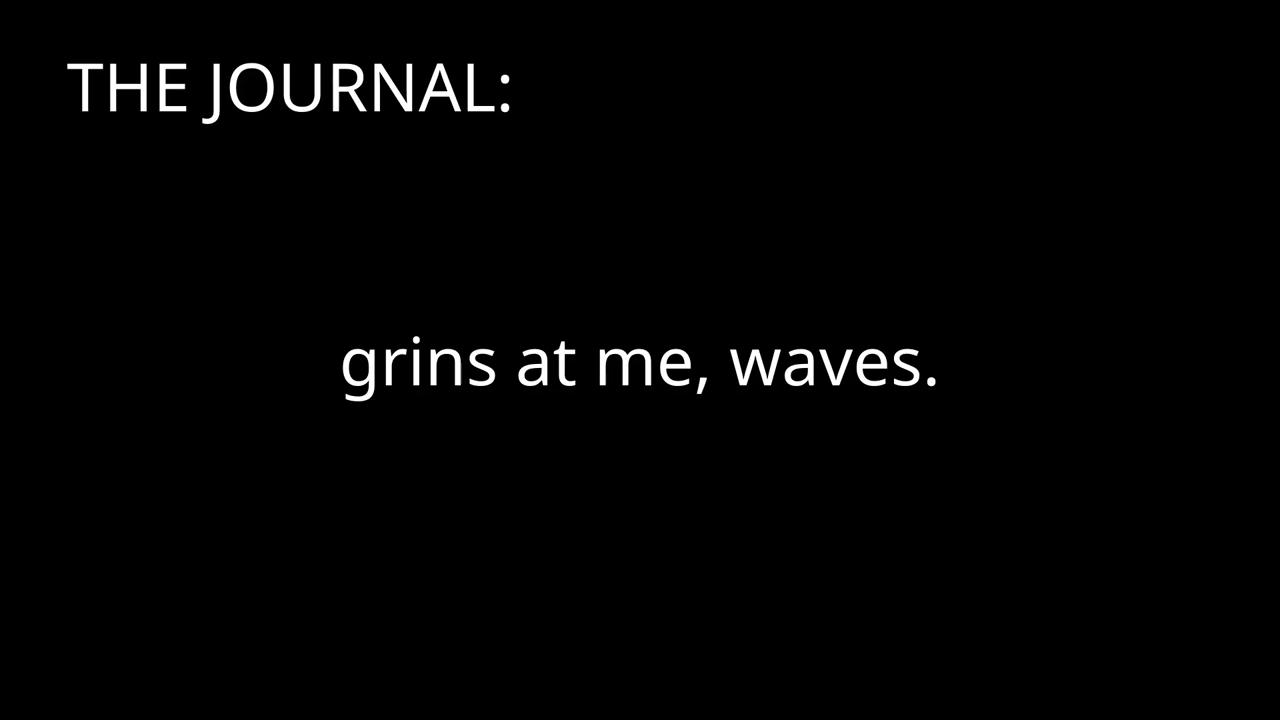 THE JOURNAL:
grins at me, waves.